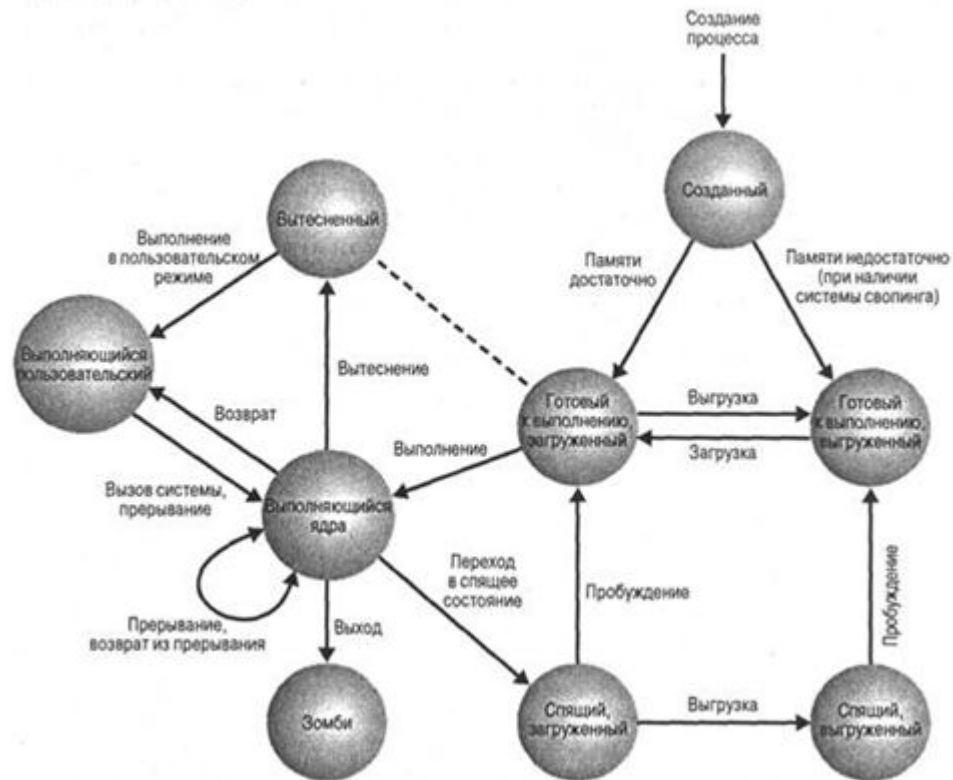 Создание
процесса
Созданный
Вытесненный
Выполнение
в пользовательском
режиме
Памяти
достаточно
Памяти недостаточно
(при наличии
системы свопинга)
Выполняющийся
пользовательский
Вытеснение
Возврат
Готовый
к выполнению,
загруженный
Выгрузка
Загрузка
Готовый
к выполнению,
выгруженный
Выполнение
Вызов системы,
прерывание
Выполняющийся
ядра
Переход
в спящее
состояние
Пробуждение
Пробуждение
Прерывание,
возврат из прерывания
Выход
Зомби
Спящий,
загруженный
Выгрузка
Спящий,
выгруженный